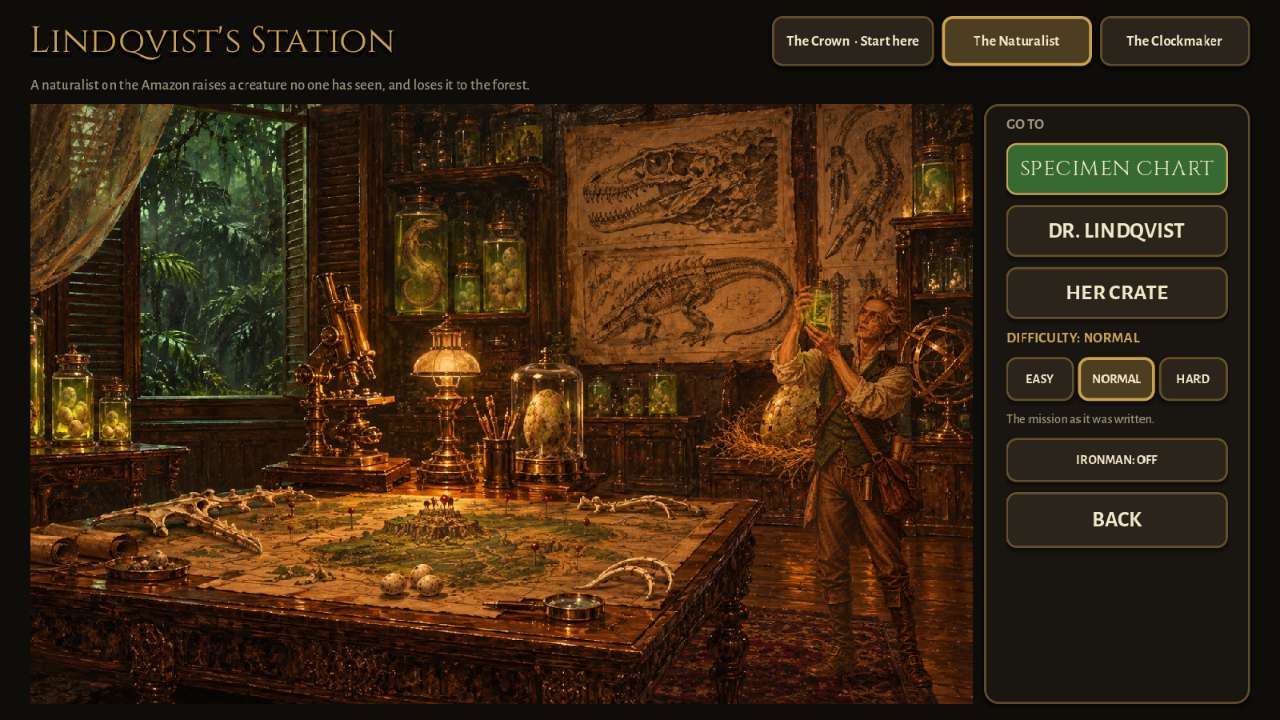 LINDQVIST'S STATION
The Crown · Start here
The Naturalist
The Clockmaker
A naturalist on the Amazon raises a creature no one has seen, and loses it to the forest.
GO TO
SPECIMEN CHART
DR. LINDQVIST
HER CRATE
DIFFICULTY: NORMAL
EASY
NORMAL
HARD
The mission as it was written.
IRONMAN: OFF
BACK